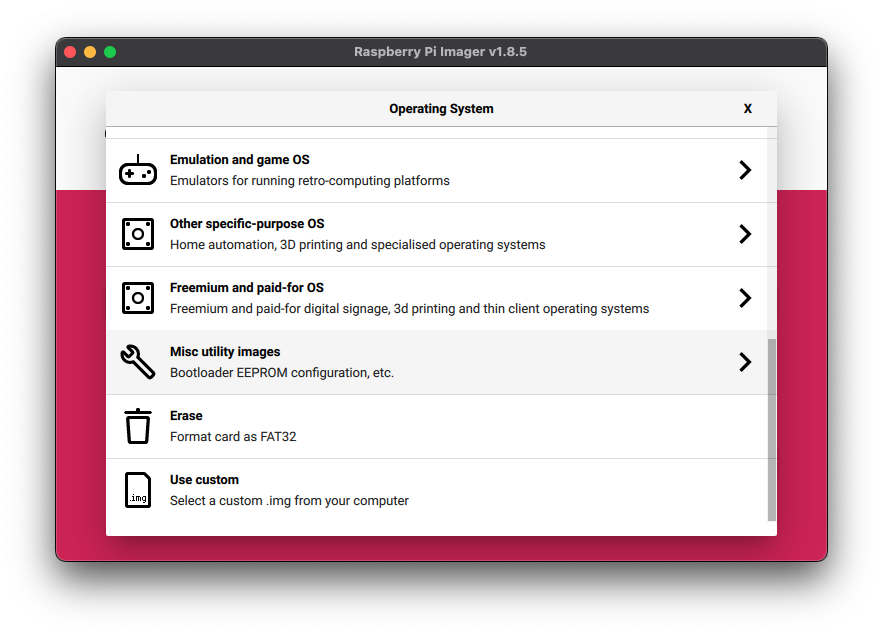 Raspberry Pi Imager v1.8.5
Operating System
X
Emulation and game OS
Emulators for running retro-computing platforms
Other specific-purpose OS
Home automation, 3D printing and specialised operating systems
Freemium and paid-for OS
Freemium and paid-for digital signage, 3d printing and thin client operating systems
Misc utility images
Bootloader EEPROM configuration, etc.
Erase
Format card as FAT32
.img
Use custom
Select a custom .img from your computer